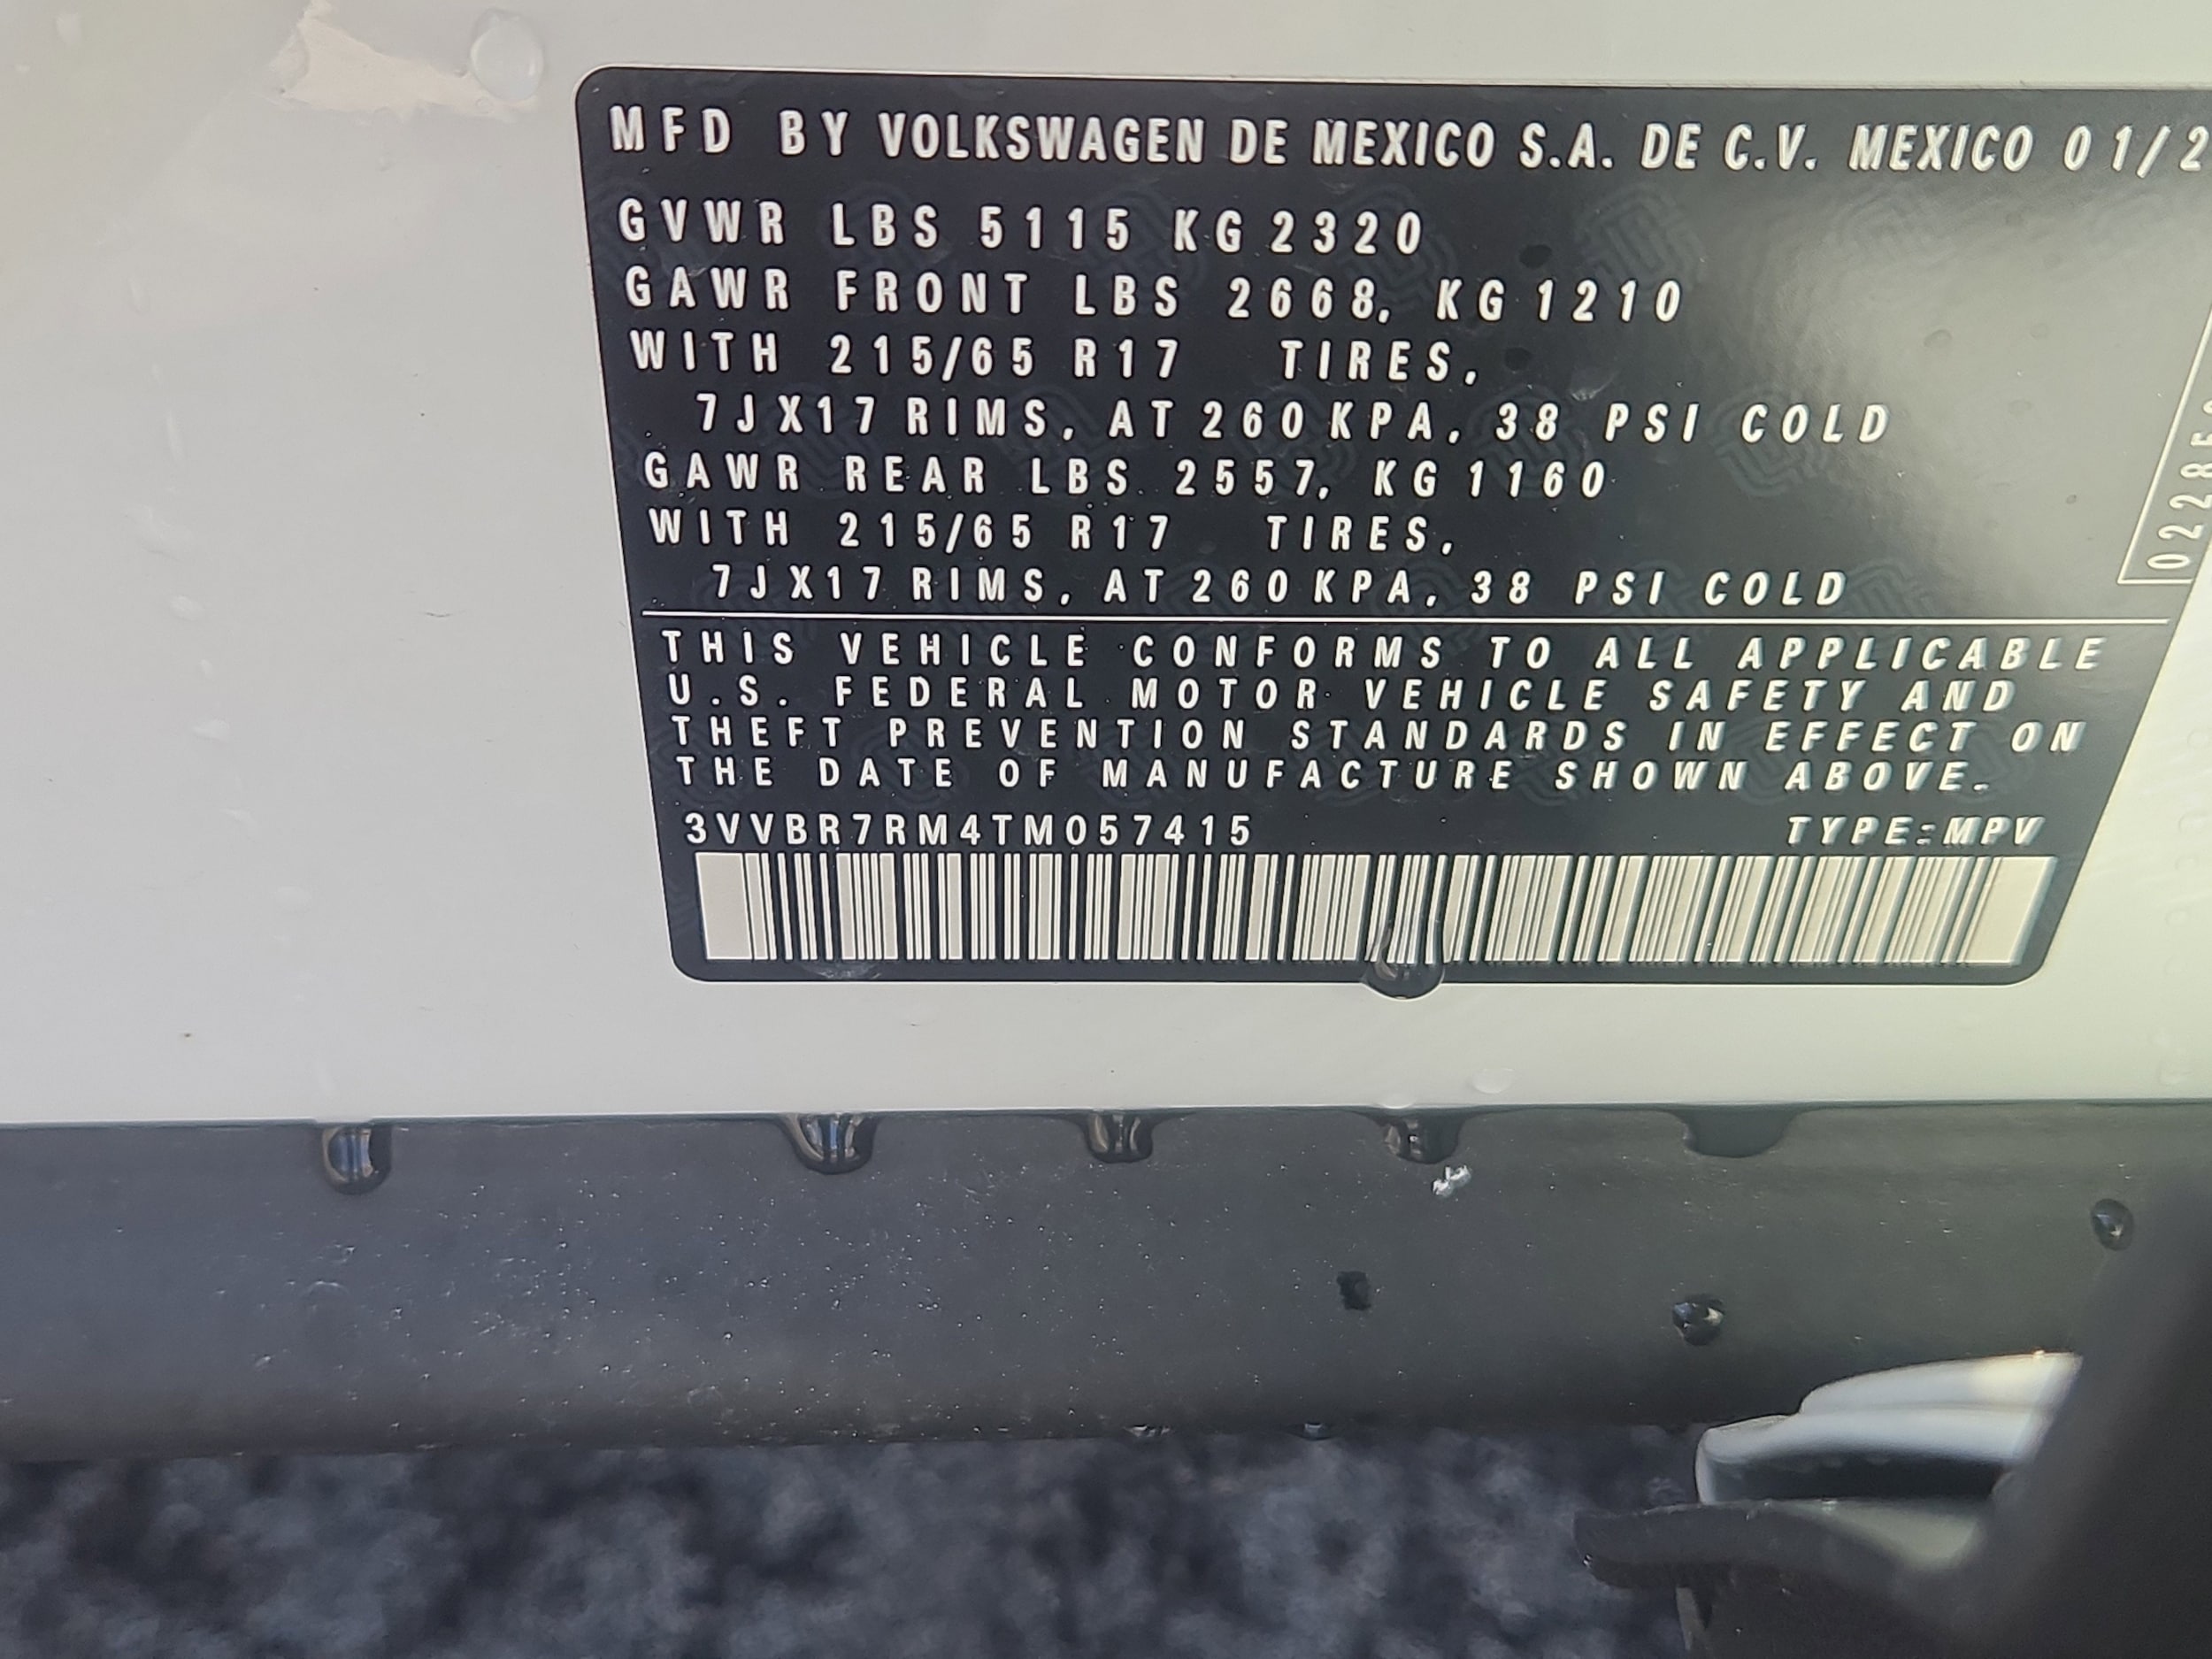 MFD BY VOLKSWAGEN DE MEXICO S.A. DE C.V. MEXICO 01/2
GVWR LBS 5115 KG 2320
GAWR FRONT LBS 2668, KG 1210
WITH 215/65 R17 TIRES,
7JX17 RIMS, AT 260 KPA, 38 PSI COLD
GAWR REAR LBS 2557, KG 1160
WITH 215/65 R17 TIRES,
7JX17 RIMS, AT 260 KPA, 38 PSI COLD
02285
THIS VEHICLE CONFORMS TO ALL APPLICABLE
U.S. FEDERAL MOTOR VEHICLE SAFETY AND
THEFT PREVENTION STANDARDS IN EFFECT ON
THE DATE OF MANUFACTURE SHOWN ABOVE.
3VVBR7RM4TM057415 TYPE:MPV